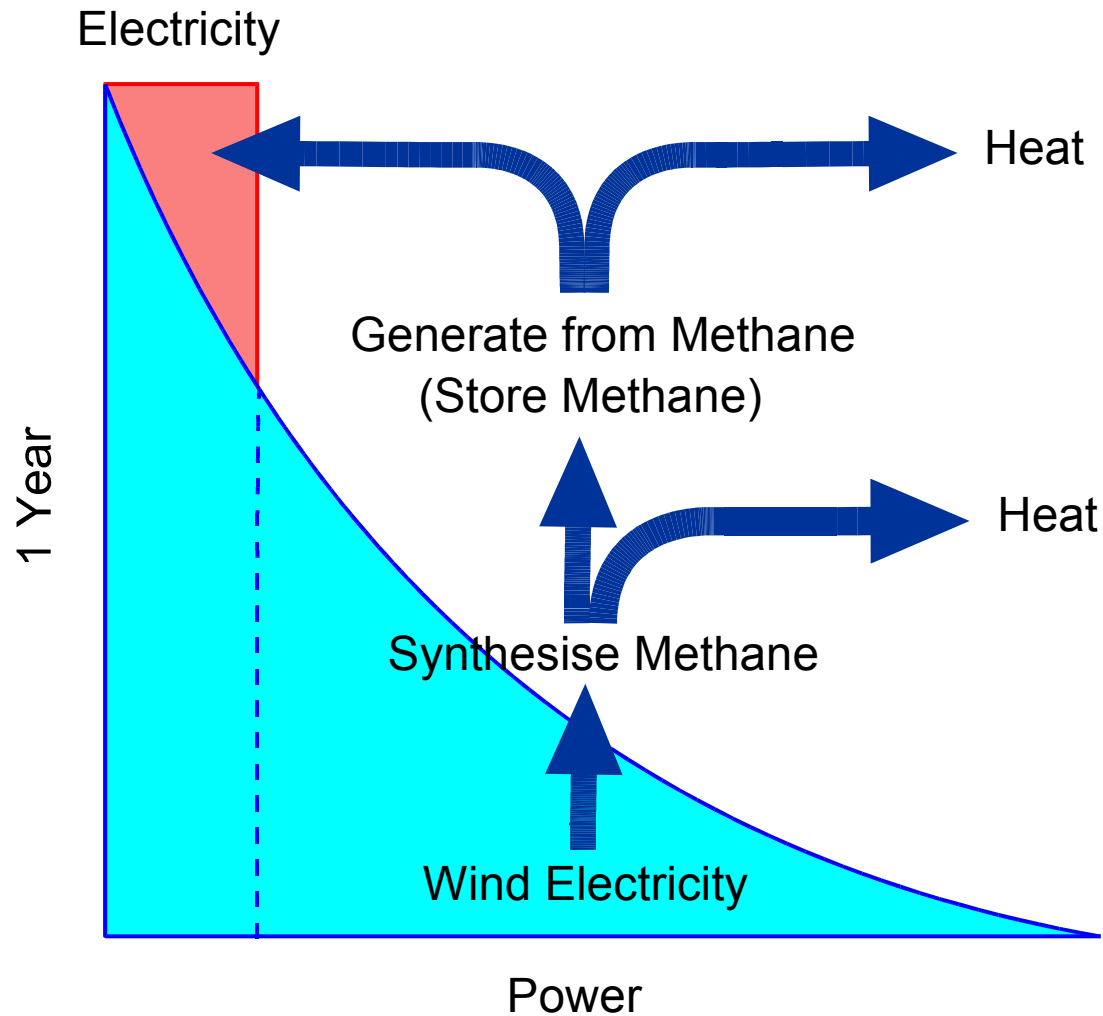 Electricity
Heat
Generate from Methane
(Store Methane)
1 Year
Heat
Synthesise Methane
Wind Electricity
Power